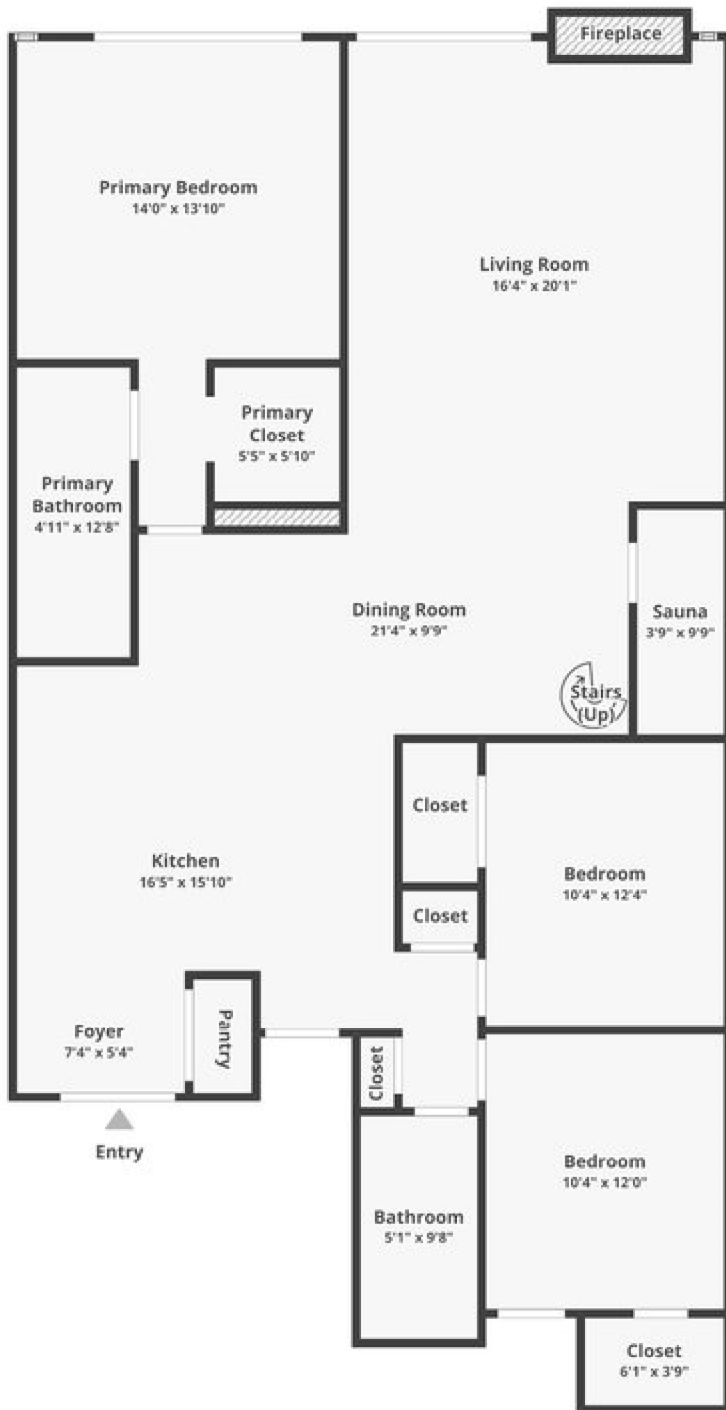 Fireplace
Primary Bedroom
14'0" x 13'10"
Living Room
16'4" x 20'1"
Primary
Closet
5'5" x 5'10"
Primary
Bathroom
4'11" x 12'8"
Dining Room
21'4" x 9'9"
Sauna
3'9" x 9'9"
Stairs
(Up)
Closet
Kitchen
16'5" x 15'10"
Bedroom
10'4" x 12'4"
Closet
Foyer
7'4" x 5'4"
Pantry
Closet
Entry
Bedroom
10'4" x 12'0"
Bathroom
5'1" x 9'8"
Closet
6'1" x 3'9"